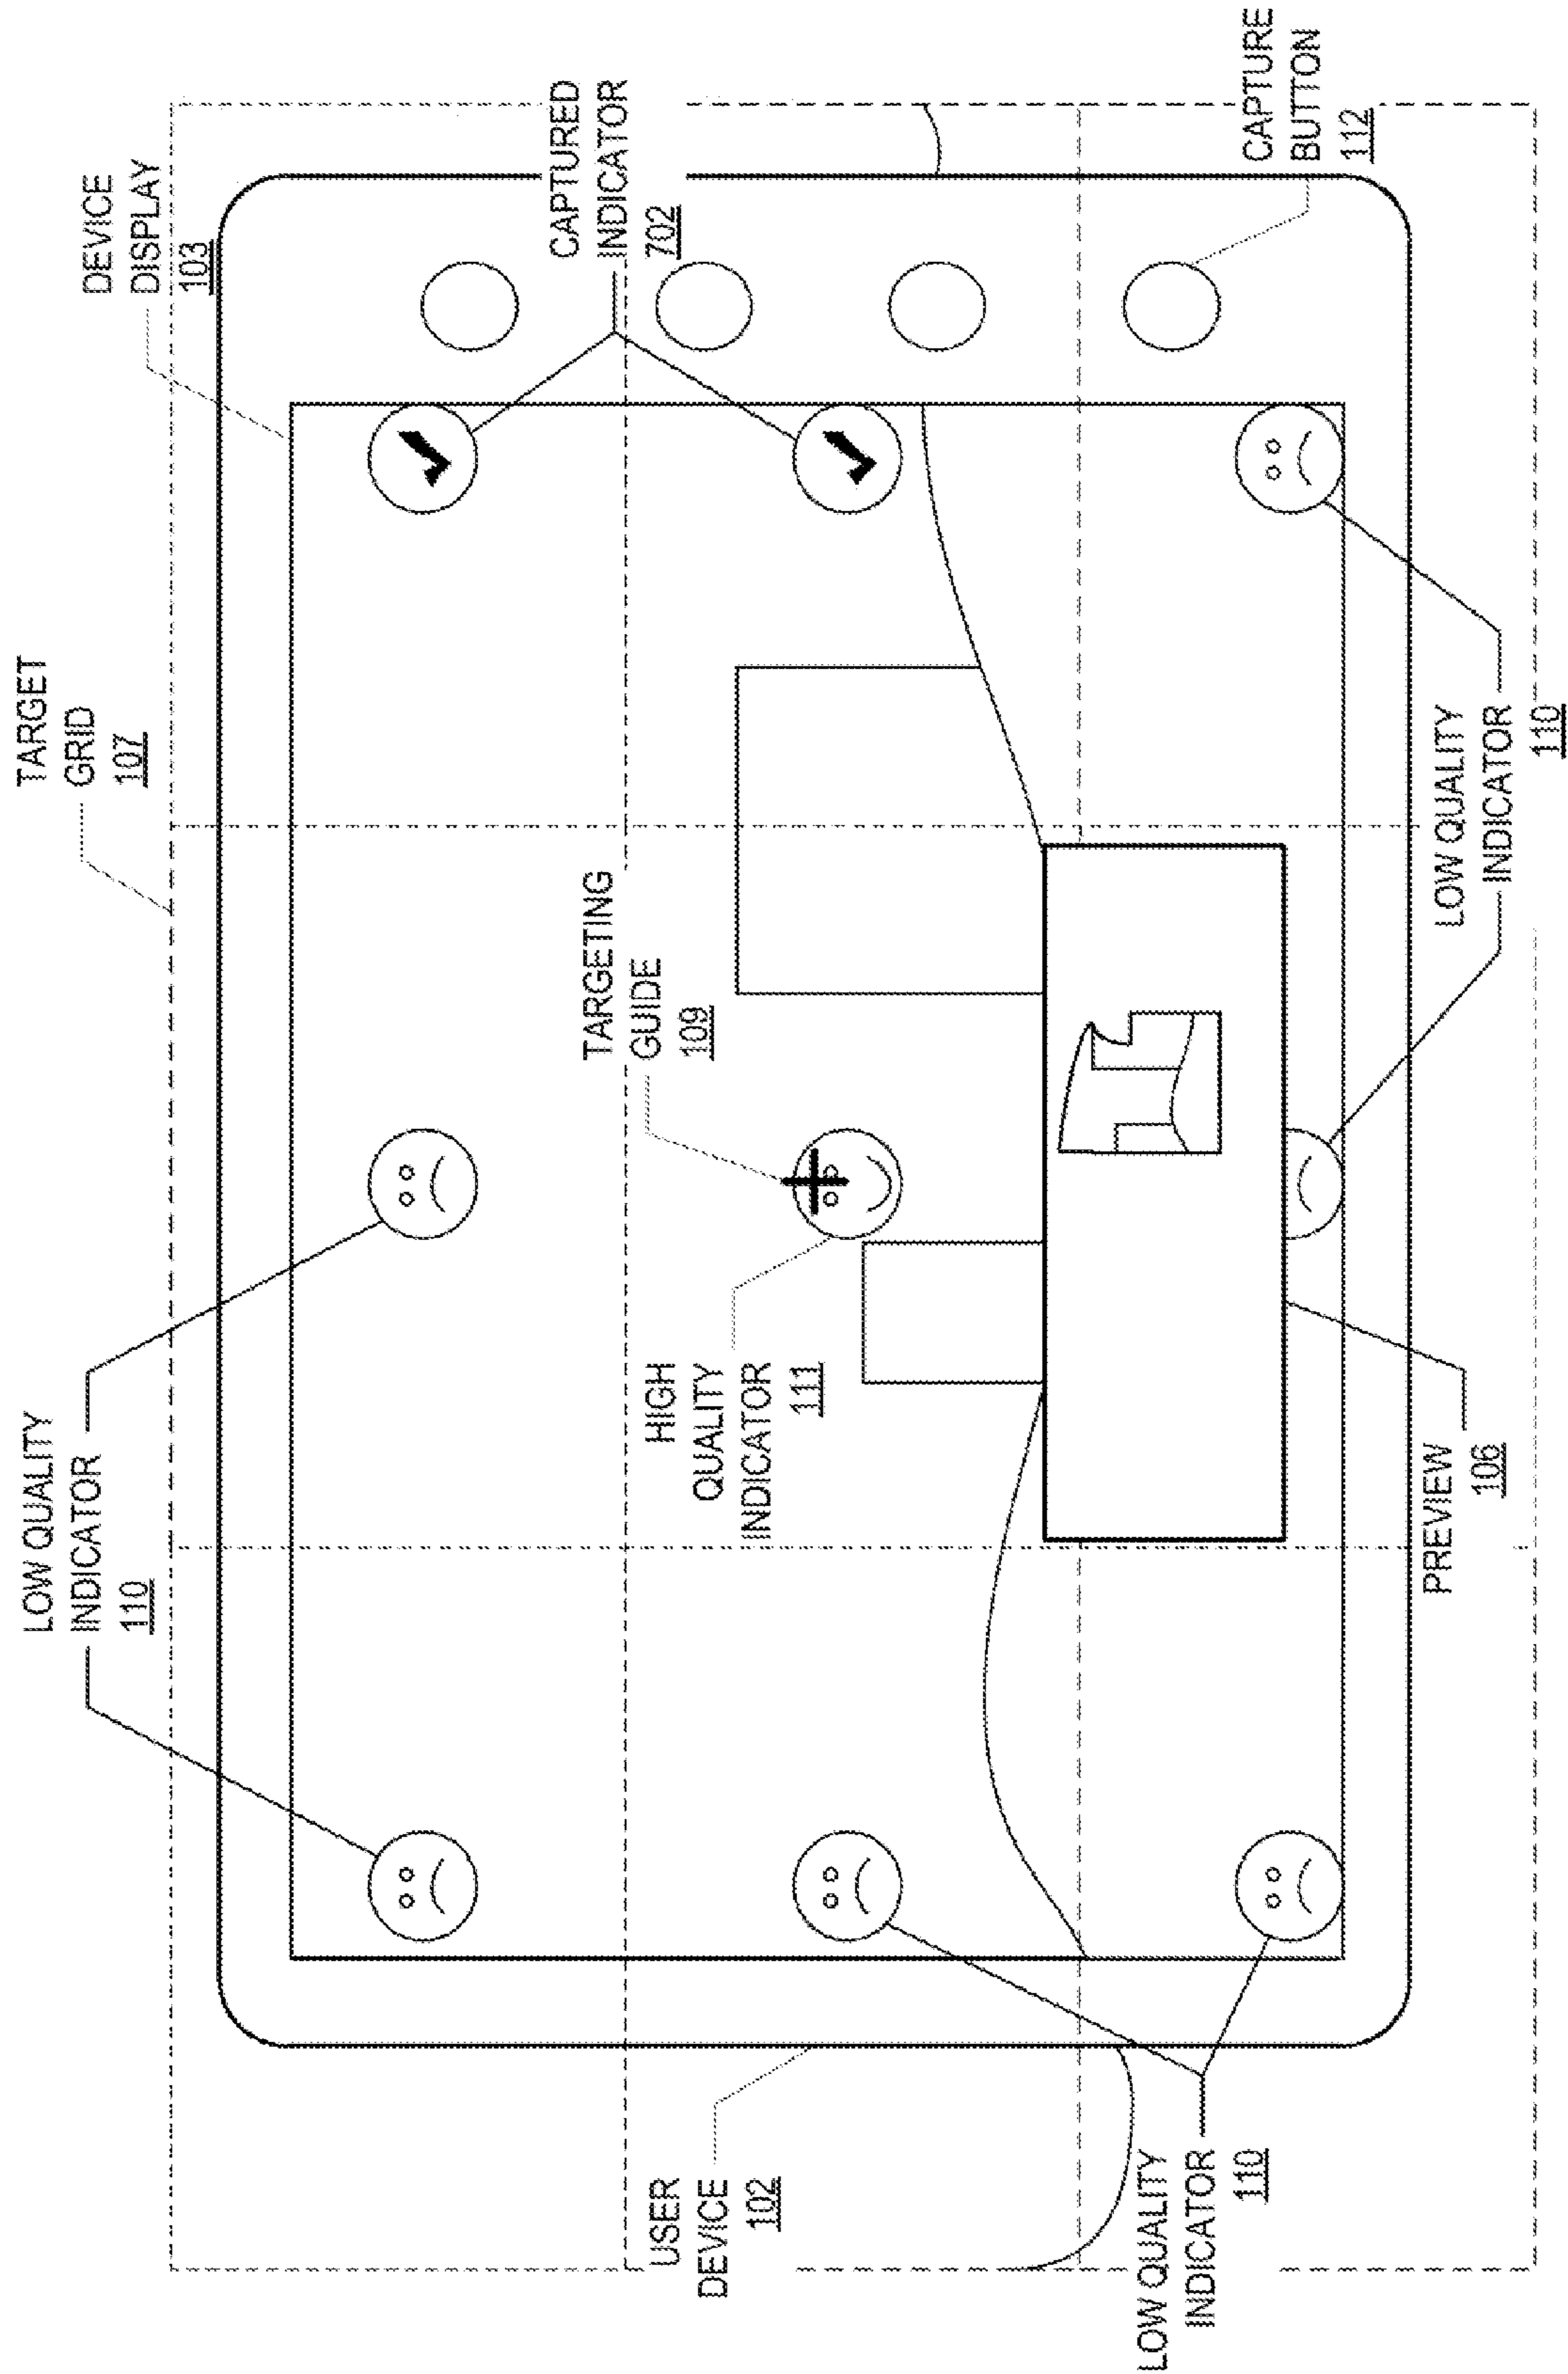 TARGET
GRID
107
DEVICE
DISPLAY
103
LOW QUALITY
INDICATOR
110
CAPTURED
INDICATOR
702
TARGETING
GUIDE
109
HIGH
QUALITY
INDICATOR
111
USER
DEVICE
102
CAPTURE
BUTTON
112
LOW QUALITY
INDICATOR
110
PREVIEW
106
LOW QUALITY
INDICATOR
110